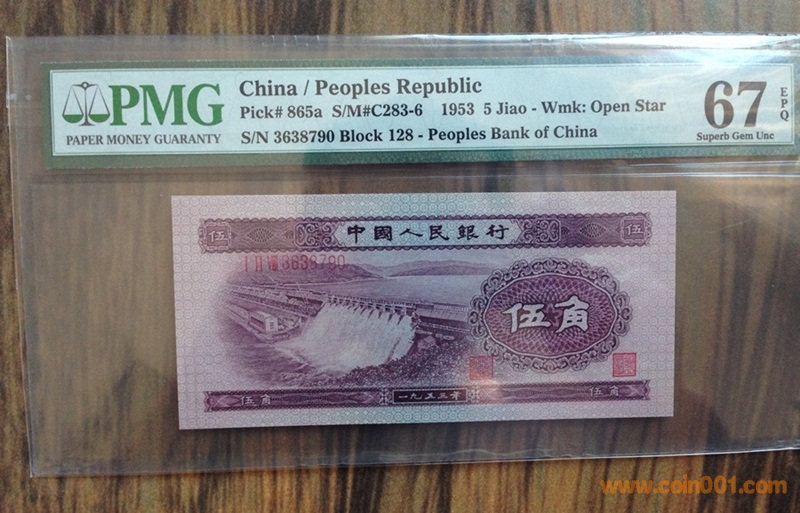 PMG
PAPER MONEY GUARANTY
China / Peoples Republic
Pick# 865a S/M#C283-6 1953 5 Jiao - Wmk: Open Star
S/N 3638790 Block 128 - Peoples Bank of China
67
EPQ
Superb Gem Unc
伍 中國人民銀行 伍
I II VIII 3638790
伍角
伍角 一九五三年 伍角
www.coin001.com